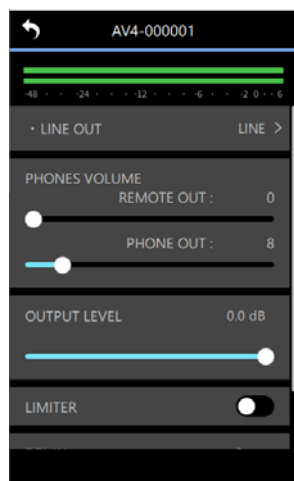 AV4-000001
-48 · · -24 · · · -12 · · · · -6 · · -2 0 · · 6
· LINE OUT LINE >
PHONES VOLUME
REMOTE OUT : 0
PHONE OUT : 8
OUTPUT LEVEL 0.0 dB
LIMITER